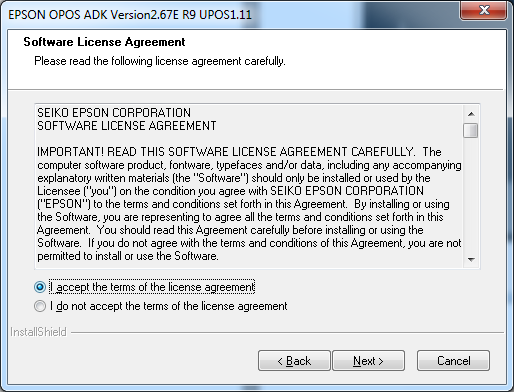 EPSON OPOS ADK Version2.67E R9 UPOS1.11
Software License Agreement
Please read the following license agreement carefully.
SEIKO EPSON CORPORATION
SOFTWARE LICENSE AGREEMENT
IMPORTANT! READ THIS SOFTWARE LICENSE AGREEMENT CAREFULLY. The
computer software product, fontware, typefaces and/or data, including any accompanying
explanatory written materials (the "Software") should only be installed or used by the
Licensee ("you") on the condition you agree with SEIKO EPSON CORPORATION
("EPSON") to the terms and conditions set forth in this Agreement. By installing or using
the Software, you are representing to agree all the terms and conditions set forth in this
Agreement. You should read this Agreement carefully before installing or using the
Software. If you do not agree with the terms and conditions of this Agreement, you are not
permitted to install or use the Software.
I accept the terms of the license agreement
I do not accept the terms of the license agreement
InstallShield
< Back
Next >
Cancel